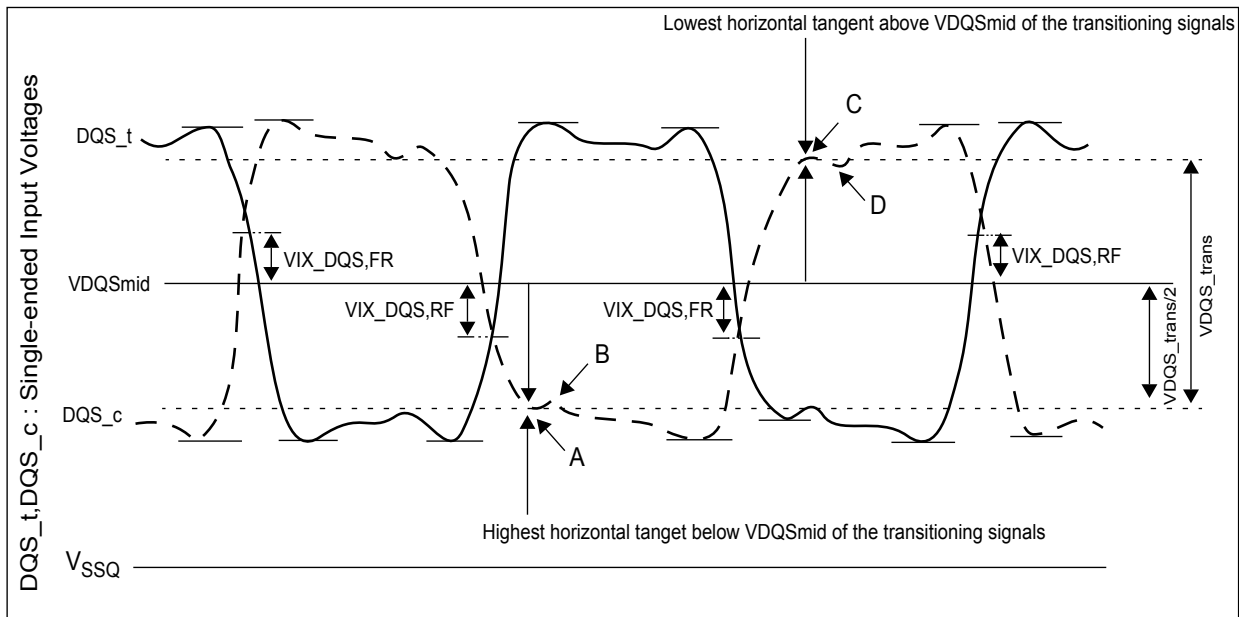 Lowest horizontal tangent above VDQSmid of the transitioning signals
DQS_t,DQS_c : Single-ended Input Voltages
DQS_t
C
D
VIX_DQS,FR
VIX_DQS,RF
VDQSmid
VIX_DQS,RF
VIX_DQS,FR
VDQS_trans/2
VDQS_trans
B
DQS_c
A
Highest horizontal tanget below VDQSmid of the transitioning signals
VSSQ